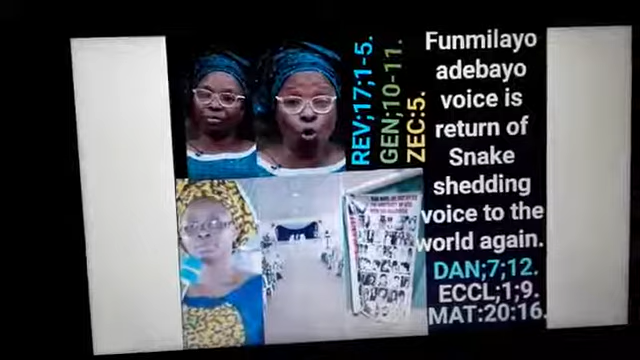 REV;17;1-5.
GEN;10-11.
ZEC:5.
Funmilayo
adebayo
voice is
return of
Snake
shedding
voice to the
world again.
DAN;7;12.
ECCL;1;9.
MAT:20:16.